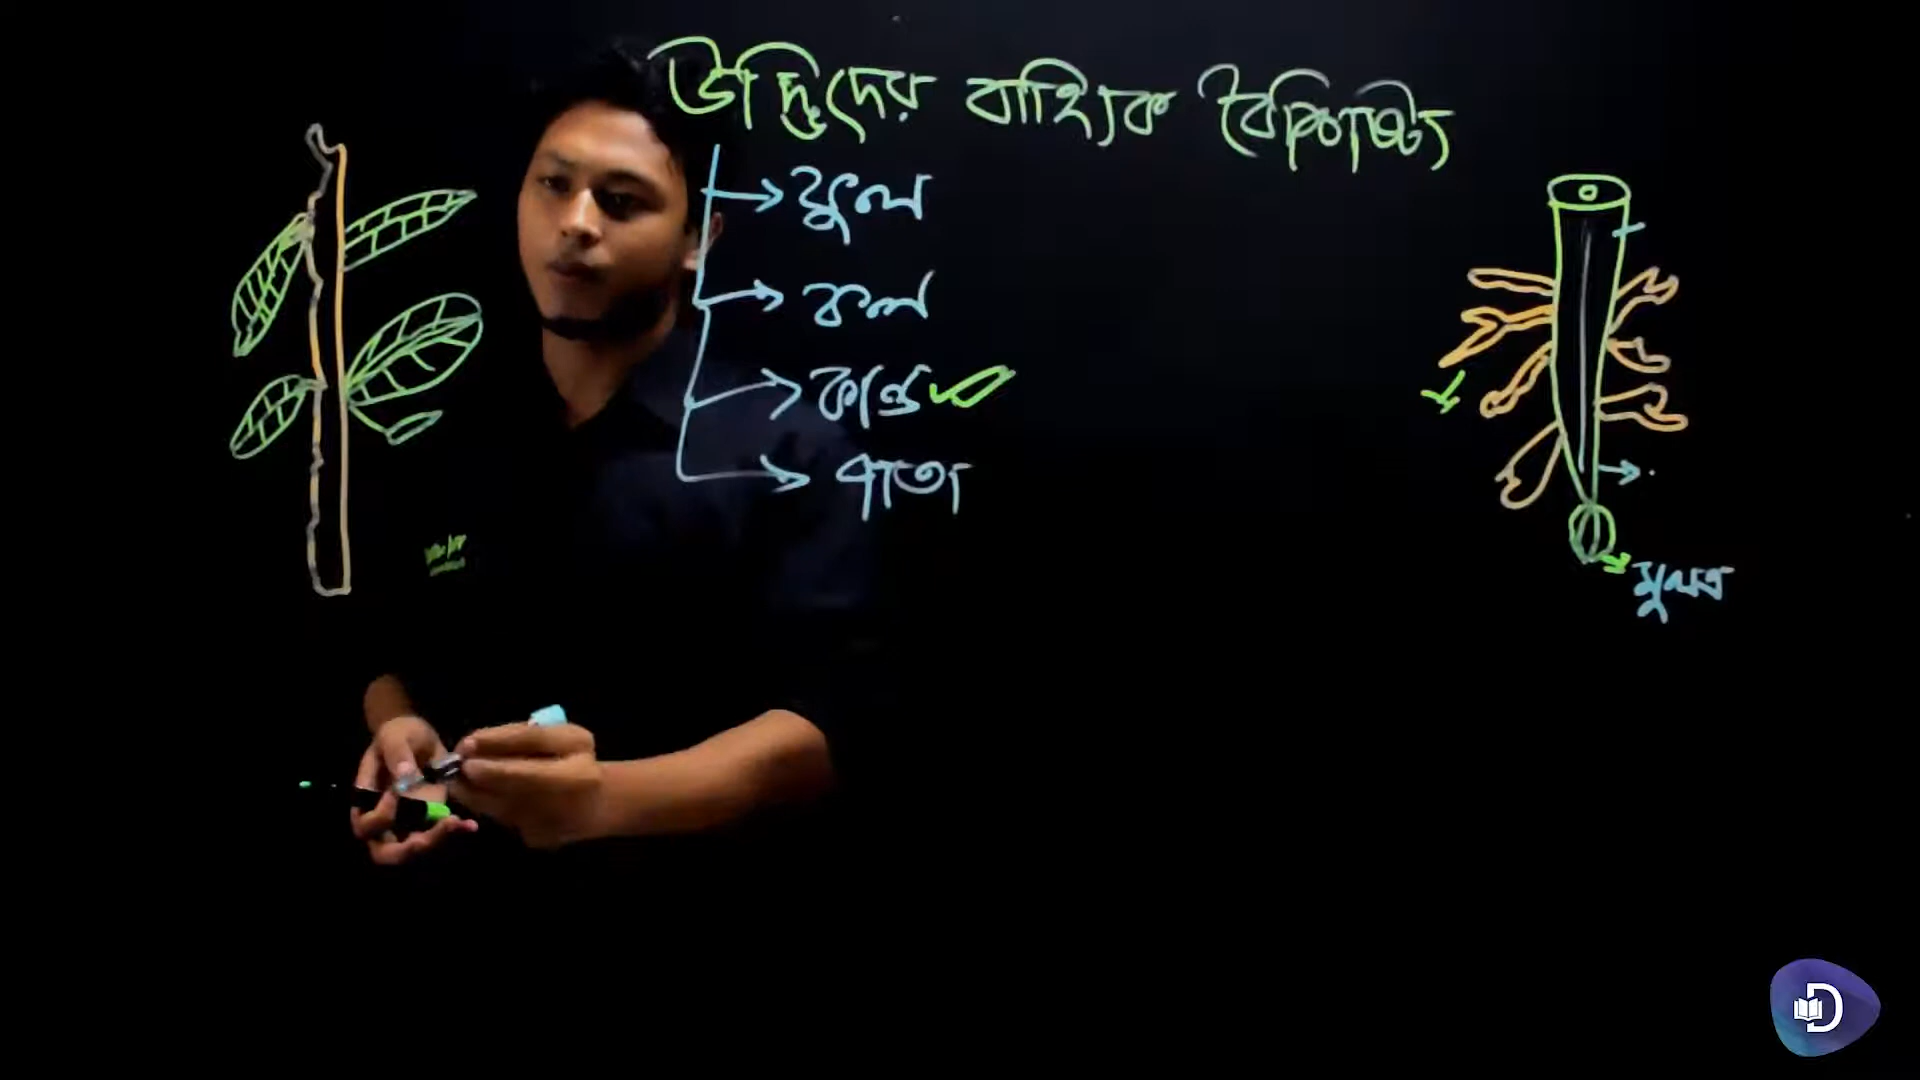 উদ্ভিদের বাহ্যিক বৈশিষ্ট্য
ফুল
ফল
কান্ড
পাতা
মূলত্র
D